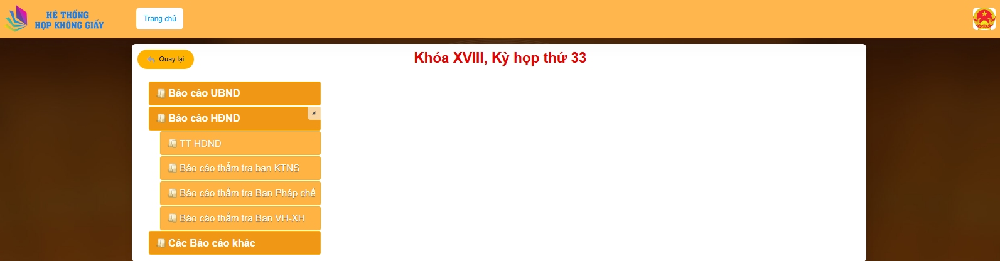 HỆ THỐNG
HỌP KHÔNG GIẤY
Trang chủ
Quay lại
Khóa XVIII, Kỳ họp thứ 33
Báo cáo UBND
Báo cáo HĐND
TT HDND
Báo cáo thẩm tra ban KTNS
Báo cáo thẩm tra Ban Pháp chế
Báo cáo thẩm tra Ban VH-XH
Các Báo cáo khác